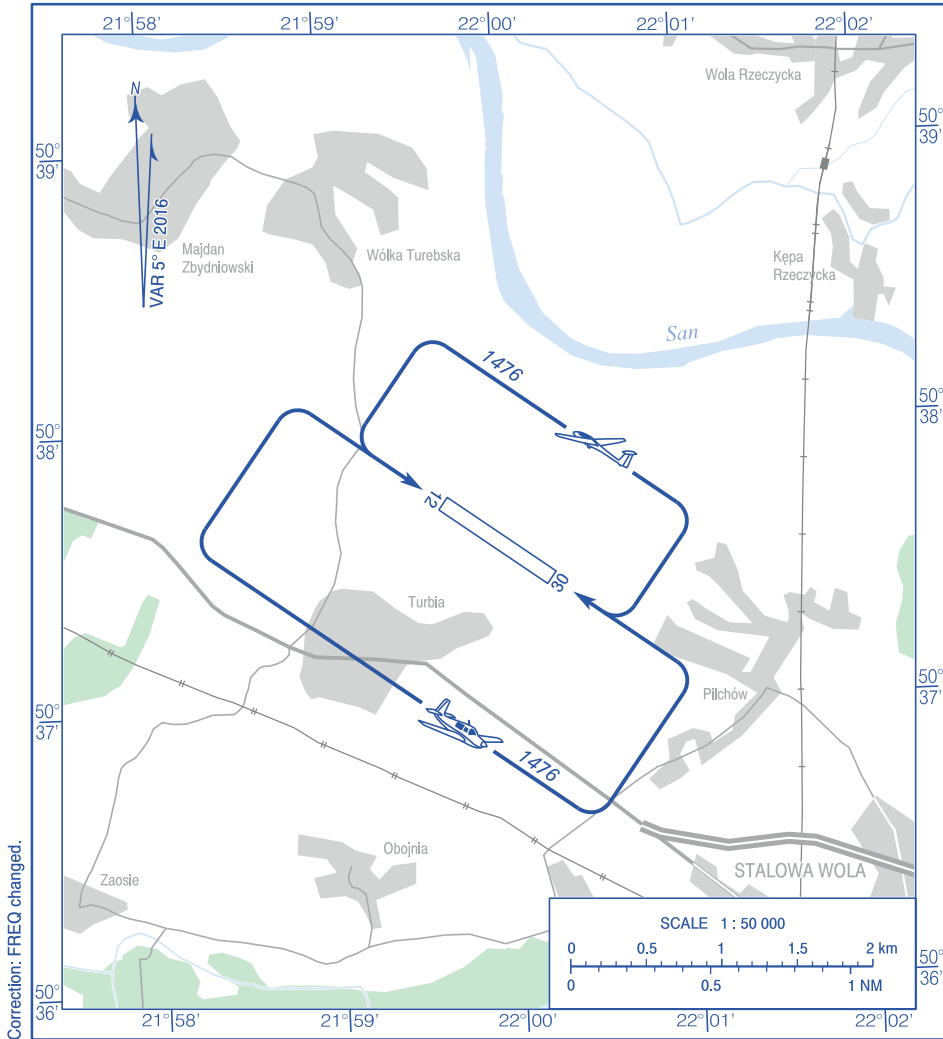 21°58’ 21°59’ 22°00’ 22°01’ 22°02’
Wola Rzeczycka
N
50°
39’
50°
39’
VAR 5° E 2016
Majdan
Zbydniowski
Wólka Turebska
Kępa
Rzeczycka
San
1476
50°
38’
50°
38’
12
30
Turbia
Pilchów
50°
37’
50°
37’
1476
Obojnia
Zaosie
STALOWA WOLA
SCALE 1 : 50 000
0 0.5 1 1.5 2 km
0 0.5 1 NM
50°
36’
50°
36’
21°58’ 21°59’ 22°00’ 22°01’ 22°02’
Correction: FREQ changed.